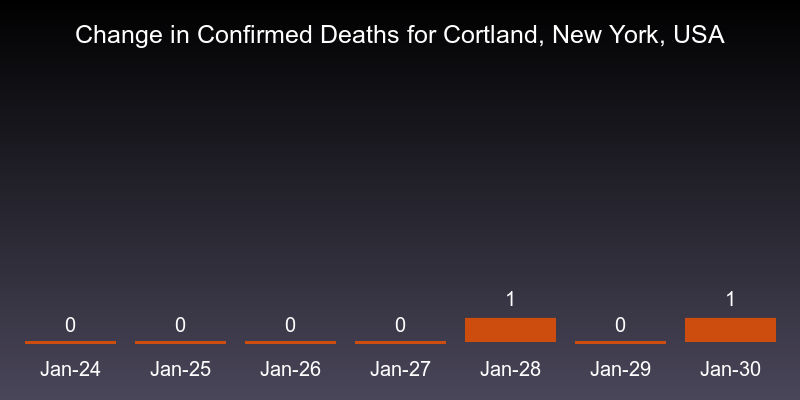 Change in Confirmed Deaths for Cortland, New York, USA
0 0 0 0 1 0 1
Jan-24 Jan-25 Jan-26 Jan-27 Jan-28 Jan-29 Jan-30